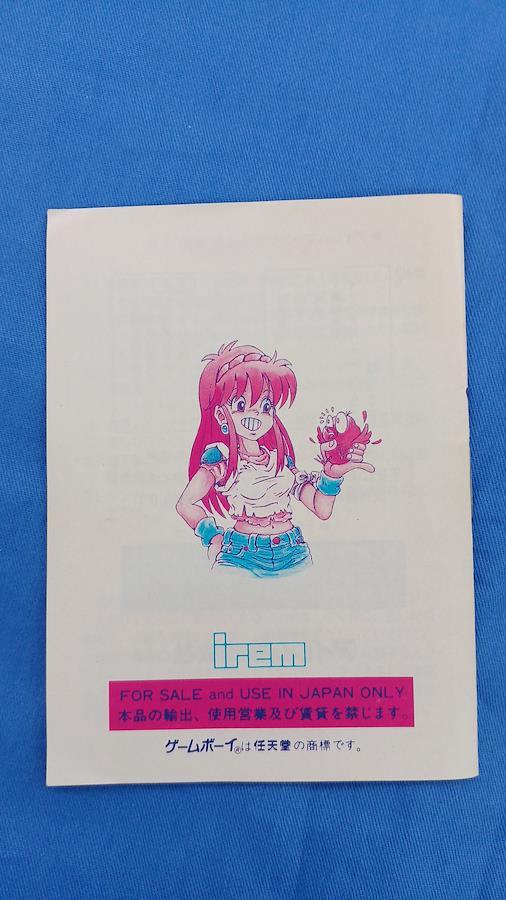 irem
FOR SALE and USE IN JAPAN ONLY
本品の輸出、使用営業及び賃貸を禁じます。
ゲームボーイ®は任天堂の商標です。